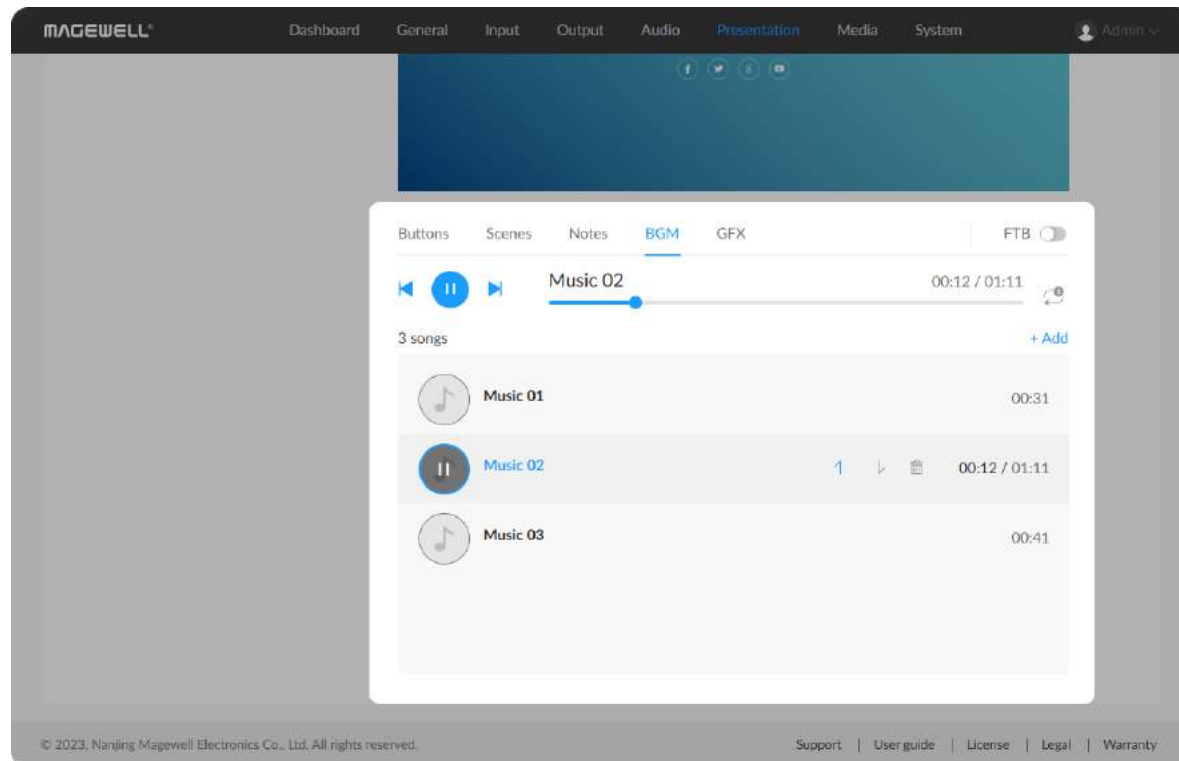 MAGEWELL® Dashboard General Input Output Audio Presentation Media System Admin
Buttons Scenes Notes BGM GFX FTB
Music 02 00:12 / 01:11
3 songs + Add
Music 01 00:31
Music 02 00:12 / 01:11
Music 03 00:41
© 2023, Nanjing Magewell Electronics Co., Ltd. All rights reserved. Support | User guide | License | Legal | Warranty